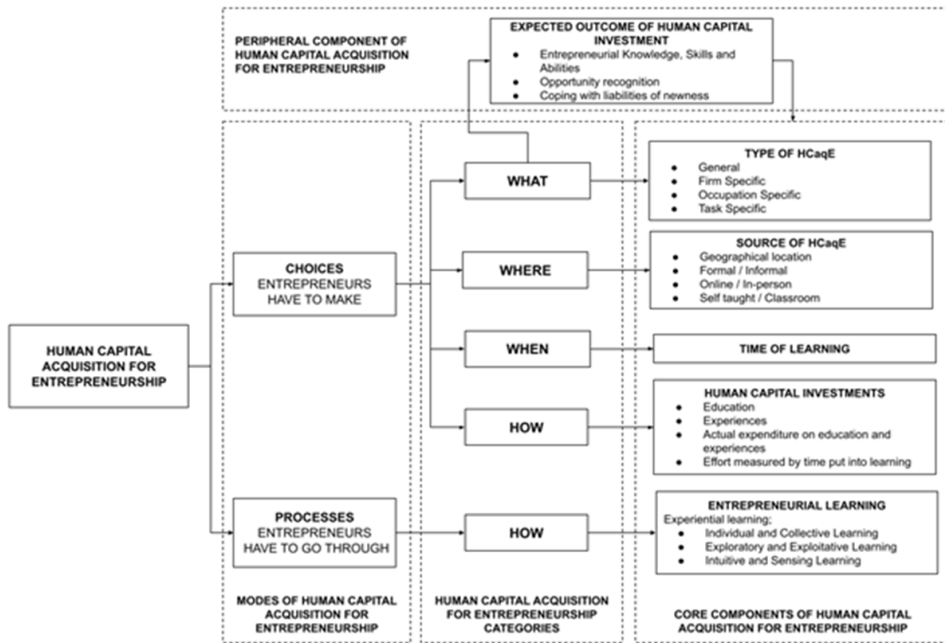 PERIPHERAL COMPONENT OF
HUMAN CAPITAL ACQUISITION
FOR ENTREPRENEURSHIP
EXPECTED OUTCOME OF HUMAN CAPITAL
INVESTMENT
● Entrepreneurial Knowledge, Skills and
Abilities
● Opportunity recognition
● Coping with liabilities of newness
HUMAN CAPITAL
ACQUISITION FOR
ENTREPRENEURSHIP
CHOICES
ENTREPRENEURS
HAVE TO MAKE
PROCESSES
ENTREPRENEURS
HAVE TO GO THROUGH
MODES OF HUMAN CAPITAL
ACQUISITION FOR
ENTREPRENEURSHIP
WHAT
WHERE
WHEN
HOW
HOW
HUMAN CAPITAL ACQUISITION
FOR ENTREPRENEURSHIP
CATEGORIES
TYPE OF HCaqE
● General
● Firm Specific
● Occupation Specific
● Task Specific
SOURCE OF HCaqE
● Geographical location
● Formal / Informal
● Online / In-person
● Self taught / Classroom
TIME OF LEARNING
HUMAN CAPITAL INVESTMENTS
● Education
● Experiences
● Actual expenditure on education and
experiences
● Effort measured by time put into learning
ENTREPRENEURIAL LEARNING
Experiential learning;
● Individual and Collective Learning
● Exploratory and Exploitative Learning
● Intuitive and Sensing Learning
CORE COMPONENTS OF HUMAN CAPITAL
ACQUISITION FOR ENTREPRENEURSHIP